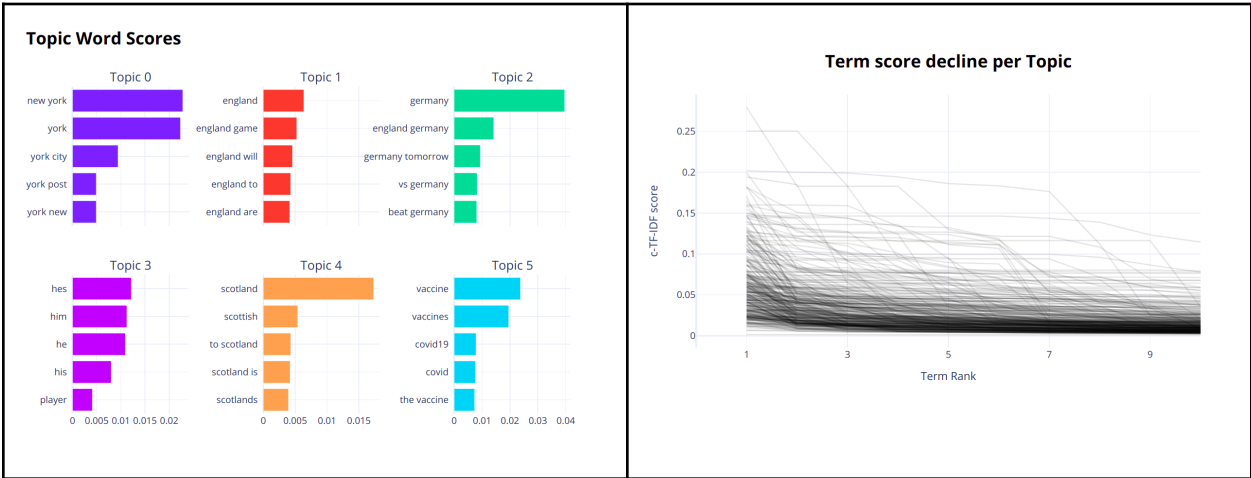 Topic Word Scores
Topic 0
new york
york
york city
york post
york new
Topic 1
england
england game
england will
england to
england are
Topic 2
germany
england germany
germany tomorrow
vs germany
beat germany
Topic 3
hes
him
he
his
player
0 0.005 0.01 0.015 0.02
Topic 4
scotland
scottish
to scotland
scotland is
scotlands
0 0.005 0.01 0.015
Topic 5
vaccine
vaccines
covid19
covid
the vaccine
0 0.01 0.02 0.03 0.04
Term score decline per Topic
c-TF-IDF score
0.25
0.2
0.15
0.1
0.05
0
1 3 5 7 9
Term Rank